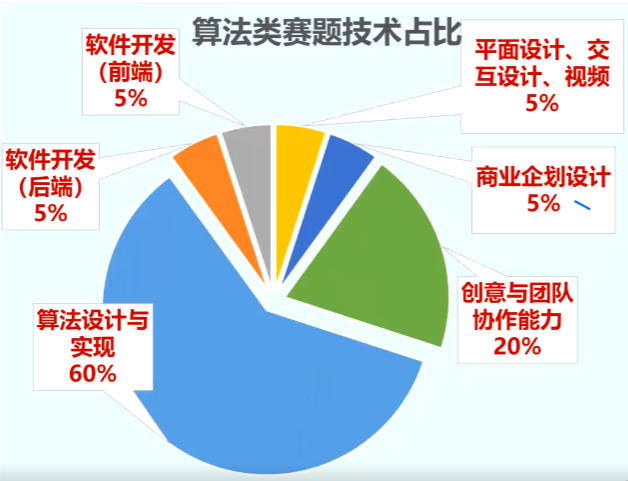 算法类赛题技术占比
软件开发
（前端）
5%
平面设计、交
互设计、视频
5%
软件开发
（后端）
5%
商业企划设计
5%
创意与团队
协作能力
20%
算法设计与
实现
60%